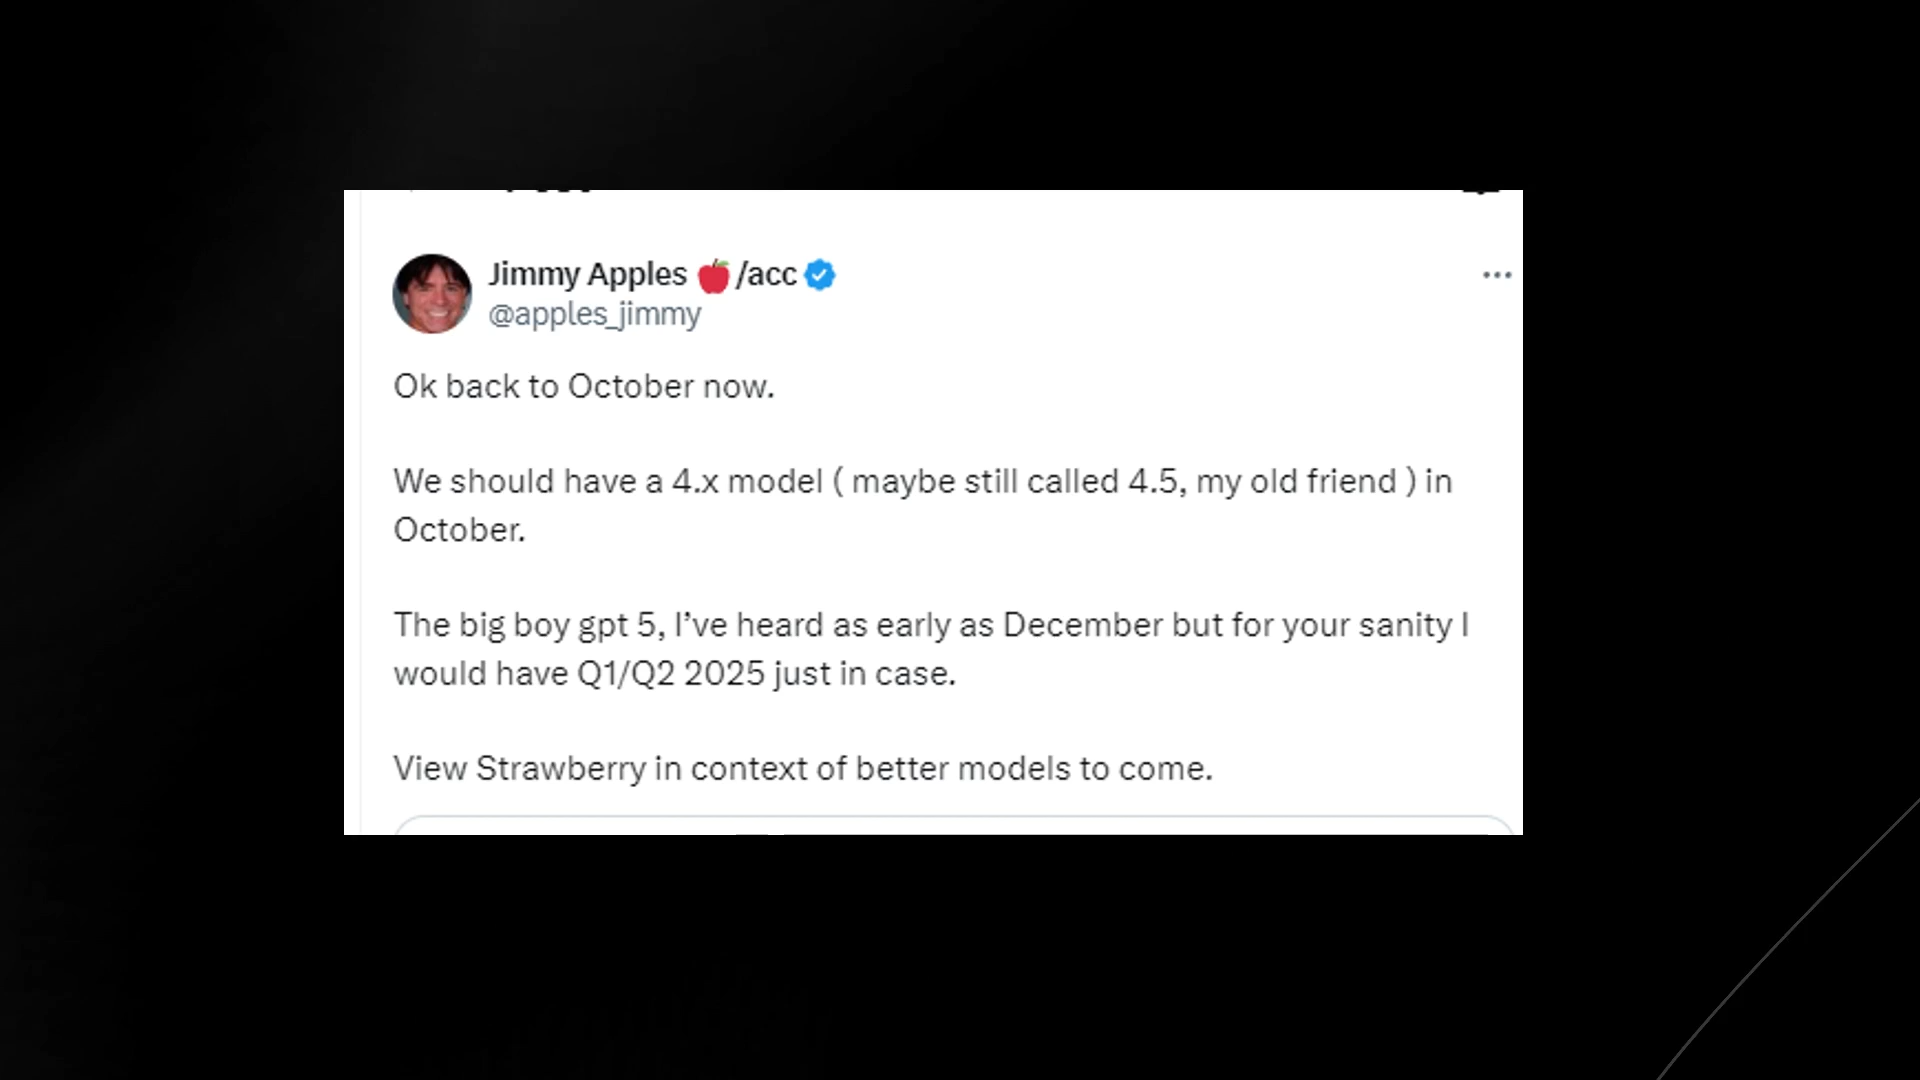 Jimmy Apples 🍎/acc
@apples_jimmy
Ok back to October now.
We should have a 4.x model ( maybe still called 4.5, my old friend ) in
October.
The big boy gpt 5, I’ve heard as early as December but for your sanity I
would have Q1/Q2 2025 just in case.
View Strawberry in context of better models to come.